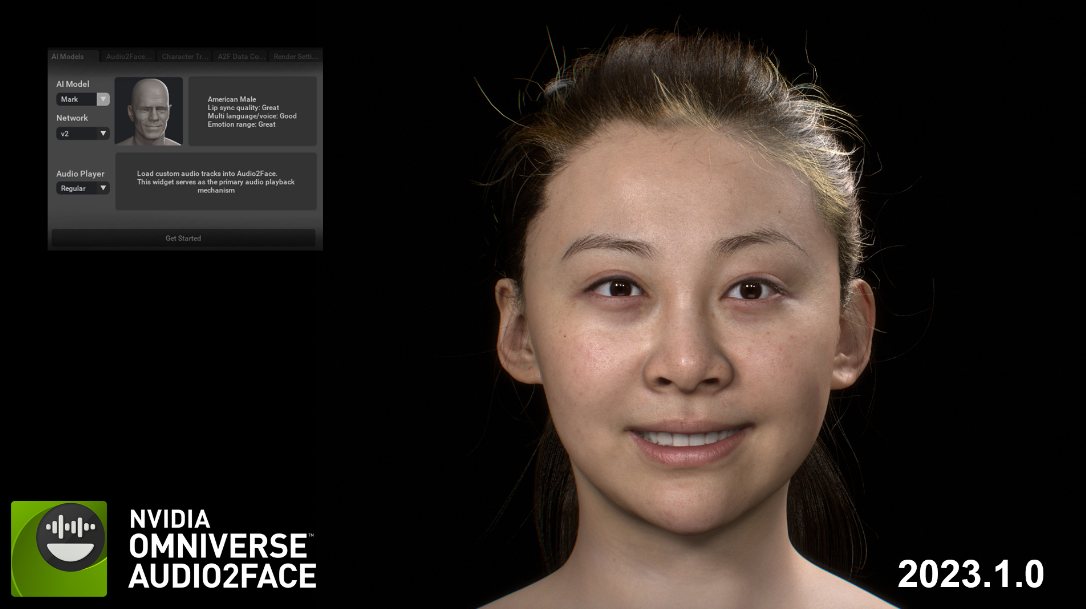 AI Models Audio2Face... Character Tr... A2F Data Co... Render Setti...
AI Model
Mark
Network
v2
American Male
Lip sync quality: Great
Multi language/voice: Good
Emotion range: Great
Audio Player
Regular
Load custom audio tracks into Audio2Face.
This widget serves as the primary audio playback
mechanism
Get Started
NVIDIA
OMNIVERSE™
AUDIO2FACE
2023.1.0